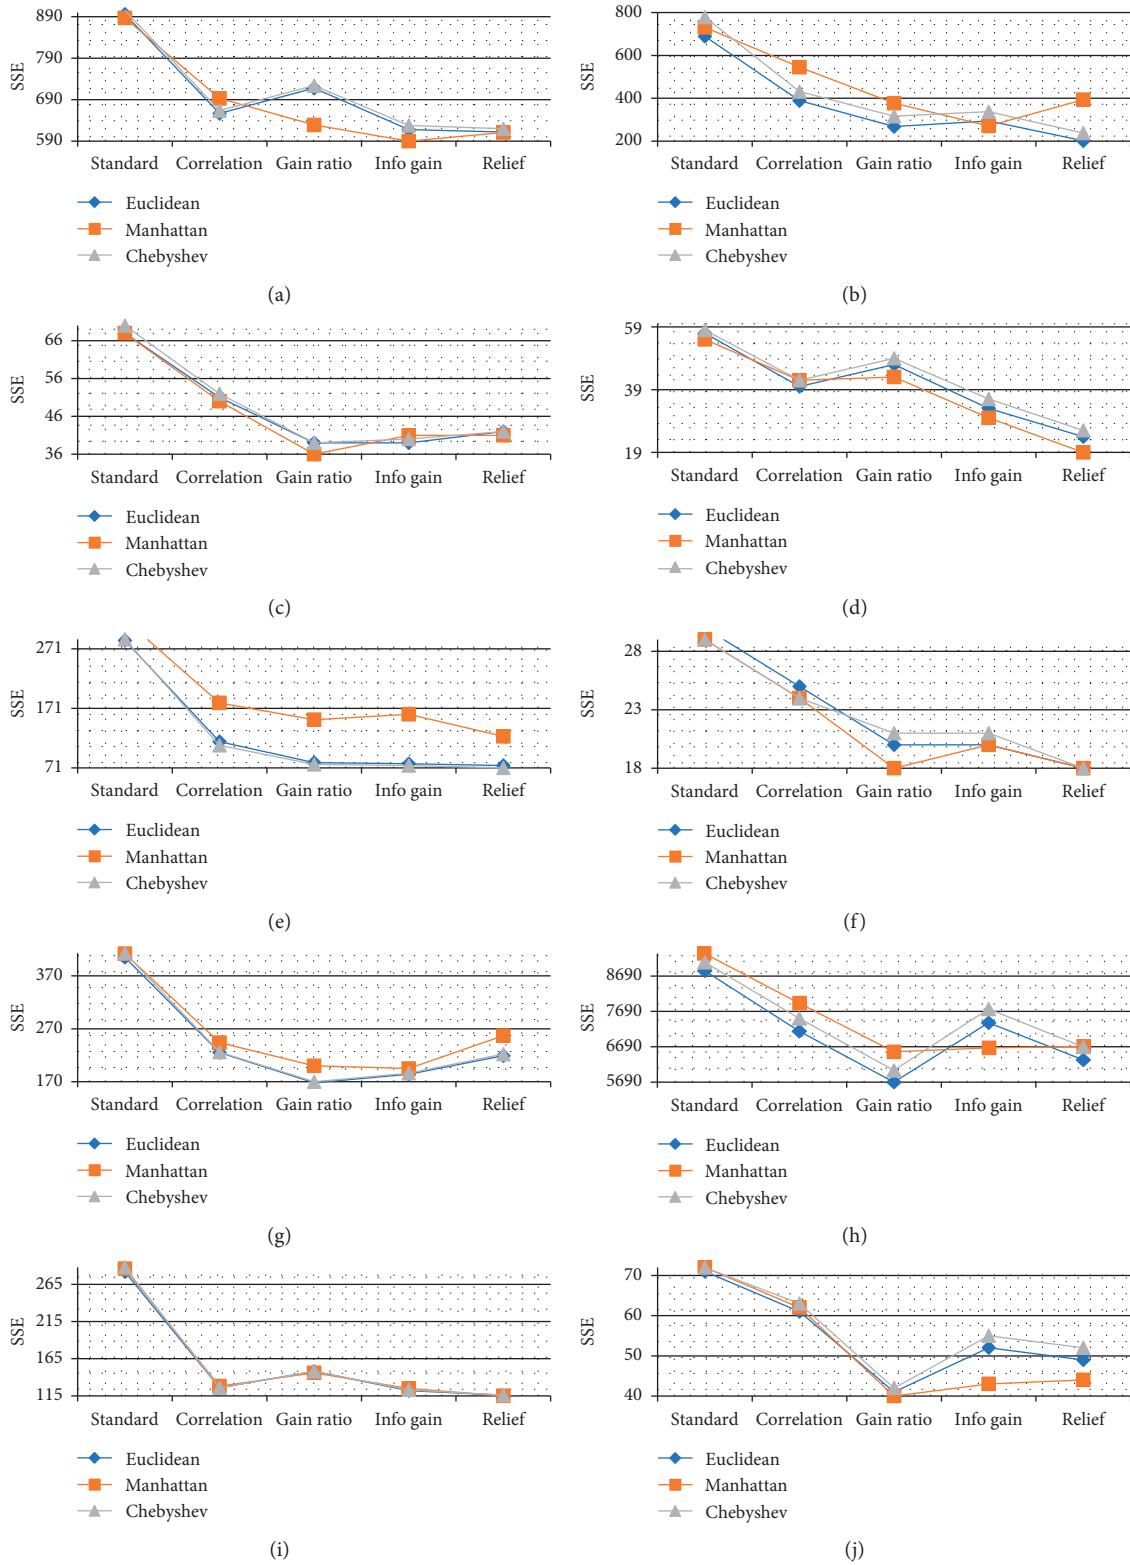 890
790
690
590
SSE
Standard Correlation Gain ratio Info gain Relief
Euclidean
Manhattan
Chebyshev
(a)
800
600
400
200
SSE
Standard Correlation Gain ratio Info gain Relief
Euclidean
Manhattan
Chebyshev
(b)
66
56
46
36
SSE
Standard Correlation Gain ratio Info gain Relief
Euclidean
Manhattan
Chebyshev
(c)
59
39
19
SSE
Standard Correlation Gain ratio Info gain Relief
Euclidean
Manhattan
Chebyshev
(d)
271
171
71
SSE
Standard Correlation Gain ratio Info gain Relief
Euclidean
Manhattan
Chebyshev
(e)
28
23
18
SSE
Standard Correlation Gain ratio Info gain Relief
Euclidean
Manhattan
Chebyshev
(f)
370
270
170
SSE
Standard Correlation Gain ratio Info gain Relief
Euclidean
Manhattan
Chebyshev
(g)
8690
7690
6690
5690
SSE
Standard Correlation Gain ratio Info gain Relief
Euclidean
Manhattan
Chebyshev
(h)
265
215
165
115
SSE
Standard Correlation Gain ratio Info gain Relief
Euclidean
Manhattan
Chebyshev
(i)
70
60
50
40
SSE
Standard Correlation Gain ratio Info gain Relief
Euclidean
Manhattan
Chebyshev
(j)